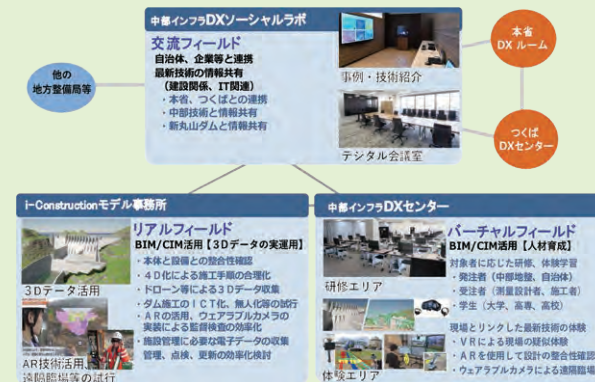 中部インフラDXソーシャルラボ
交流フィールド
自治体、企業等と連携
最新技術の情報共有
（建設関係、IT関連）
・本省、つくばとの連携
・中部技術と情報共有
・新丸山ダムと情報共有
事例・技術紹介
デジタル会議室
他の
地方整備局等
本省
DX ルーム
つくば
DXセンター
i-Constructionモデル事務所
リアルフィールド
BIM/CIM活用【3Dデータの実運用】
・本体と設備との整合性確認
・4D化による施工手順の合理化
・ドローン等による3Dデータ収集
・ダム施工のICT化、無人化等の試行
・ARの活用、ウェアラブルカメラの
実装による監督検査の効率化
・施設管理に必要な電子データの収集
管理、点検、更新の効率化検討
3Dデータ活用
AR技術活用、
遠隔臨場等の試行
中部インフラDXセンター
バーチャルフィールド
BIM/CIM活用【人材育成】
対象者に応じた研修、体験学習
・発注者（中部地整、自治体）
・受注者（測量設計者、施工者）
・学生（大学、高専、高校）
現場とリンクした最新技術の体験
・VRによる現場の疑似体験
・ARを使用して設計の整合性確認
・ウェアラブルカメラによる遠隔臨場
研修エリア
体験エリア